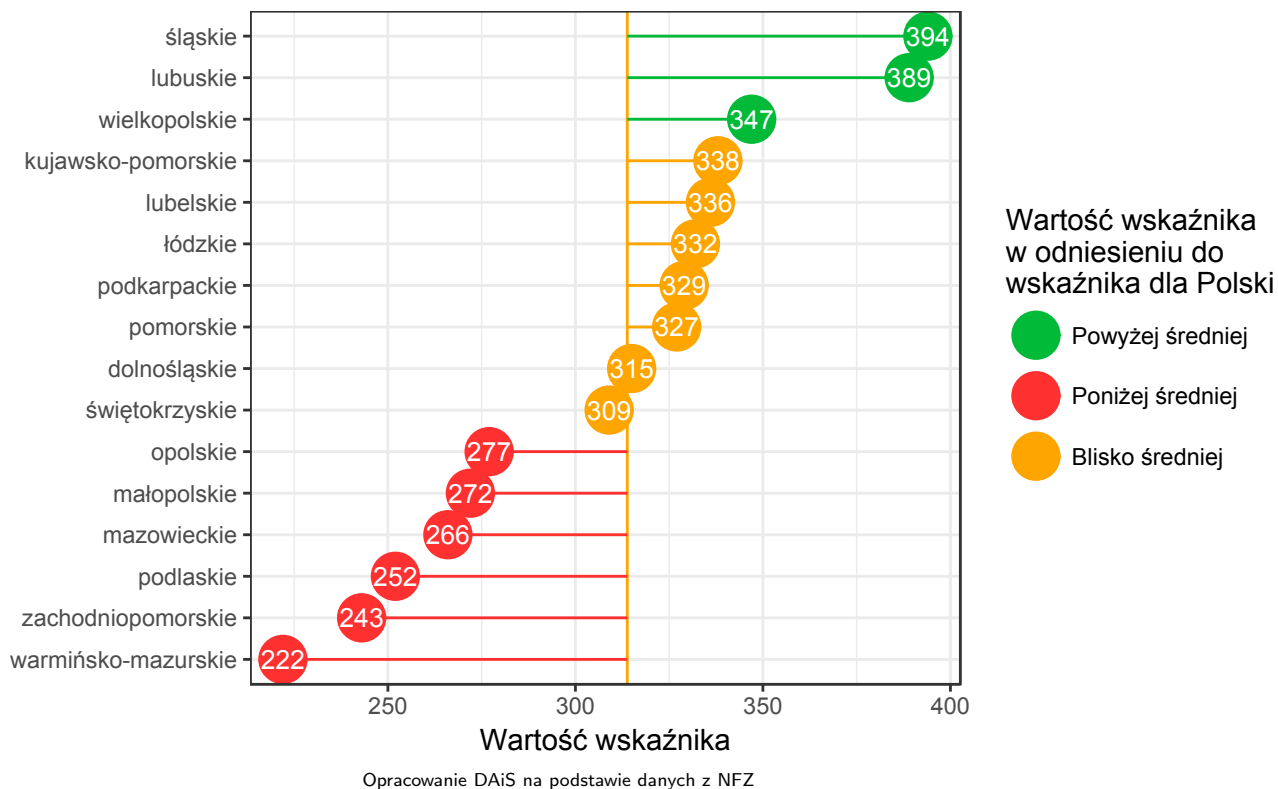 śląskie 394
lubuskie 389
wielkopolskie 347
kujawsko-pomorskie 338
lubelskie 336
łódzkie 332
podkarpackie 329
pomorskie 327
dolnośląskie 315
świętokrzyskie 309
opolskie 277
małopolskie 272
mazowieckie 266
podlaskie 252
zachodniopomorskie 243
warmińsko-mazurskie 222
250 300 350 400
Wartość wskaźnika
Opracowanie DAiS na podstawie danych z NFZ
Wartość wskaźnika
w odniesieniu do
wskaźnika dla Polski
Powyżej średniej
Poniżej średniej
Blisko średniej